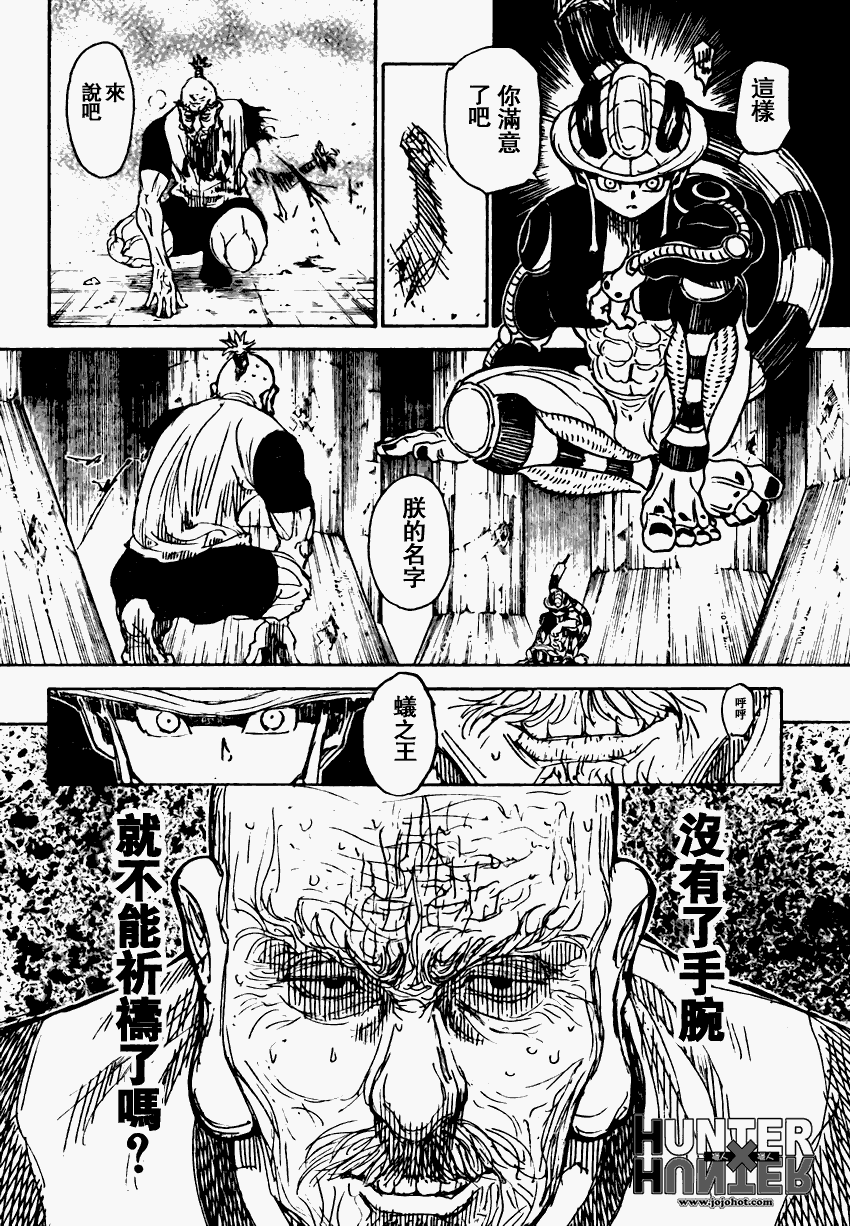 這樣
你滿意
了吧
來
說吧
朕的名字
呼呼
蟻之王
沒有了手腕
就不能祈禱了嗎？
HUNTER
×
HUNTER
www.jojohot.com